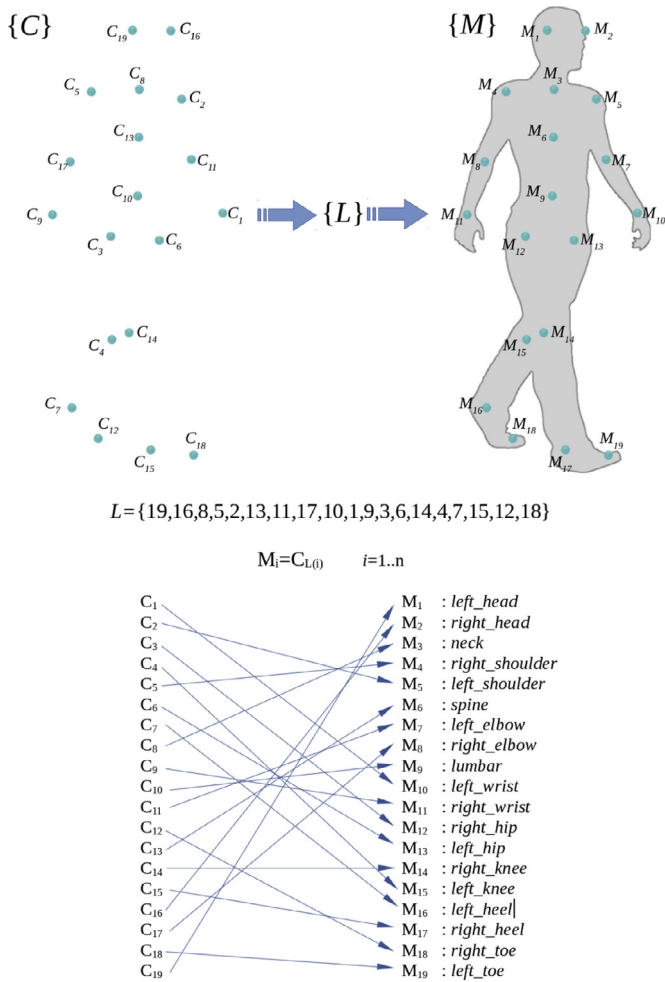 {C} {M}
C19 C16 M1 M2
C5 C8 C2 M4 M3 M5
C13 M6
C17 C11 M8 M7
C10 M9
C9 C1 {L} M11 M10
C3 C6 M12 M13
C4 C14 M15 M14
C7 M16
C12 M18
C15 C18 M17 M19
L={19,16,8,5,2,13,11,17,10,1,9,3,6,14,4,7,15,12,18}
Mi=CL(i) i=1..n
C1 M1 : left_head
C2 M2 : right_head
C3 M3 : neck
C4 M4 : right_shoulder
C5 M5 : left_shoulder
C6 M6 : spine
C7 M7 : left_elbow
C8 M8 : right_elbow
C9 M9 : lumbar
C10 M10 : left_wrist
C11 M11 : right_wrist
C12 M12 : right_hip
C13 M13 : left_hip
C14 M14 : right_knee
C15 M15 : left_knee
C16 M16 : left_heel
C17 M17 : right_heel
C18 M18 : right_toe
C19 M19 : left_toe